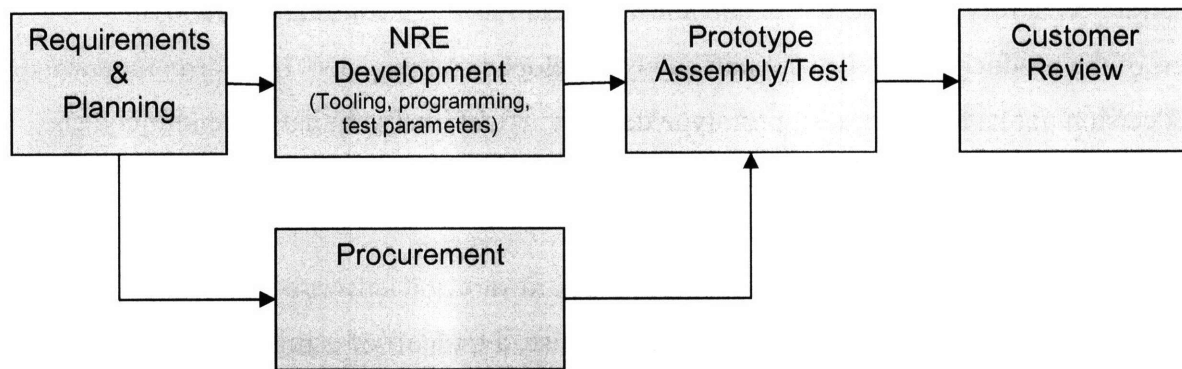 Requirements
&
Planning
NRE
Development
(Tooling, programming,
test parameters)
Prototype
Assembly/Test
Customer
Review
Procurement